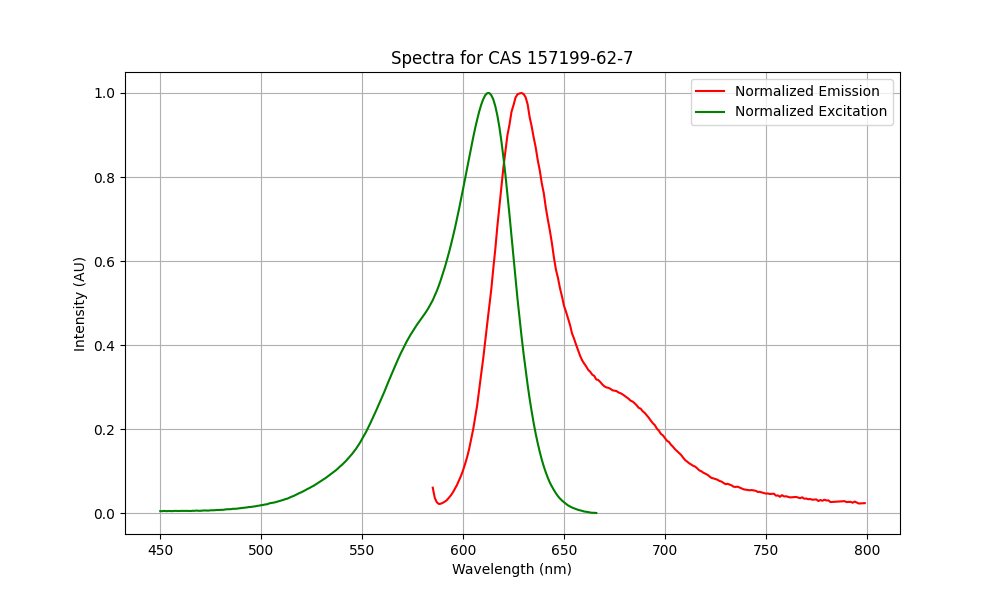 Spectra for CAS 157199-62-7
Normalized Emission
Normalized Excitation
Intensity (AU)
1.0
0.8
0.6
0.4
0.2
0.0
450 500 550 600 650 700 750 800
Wavelength (nm)